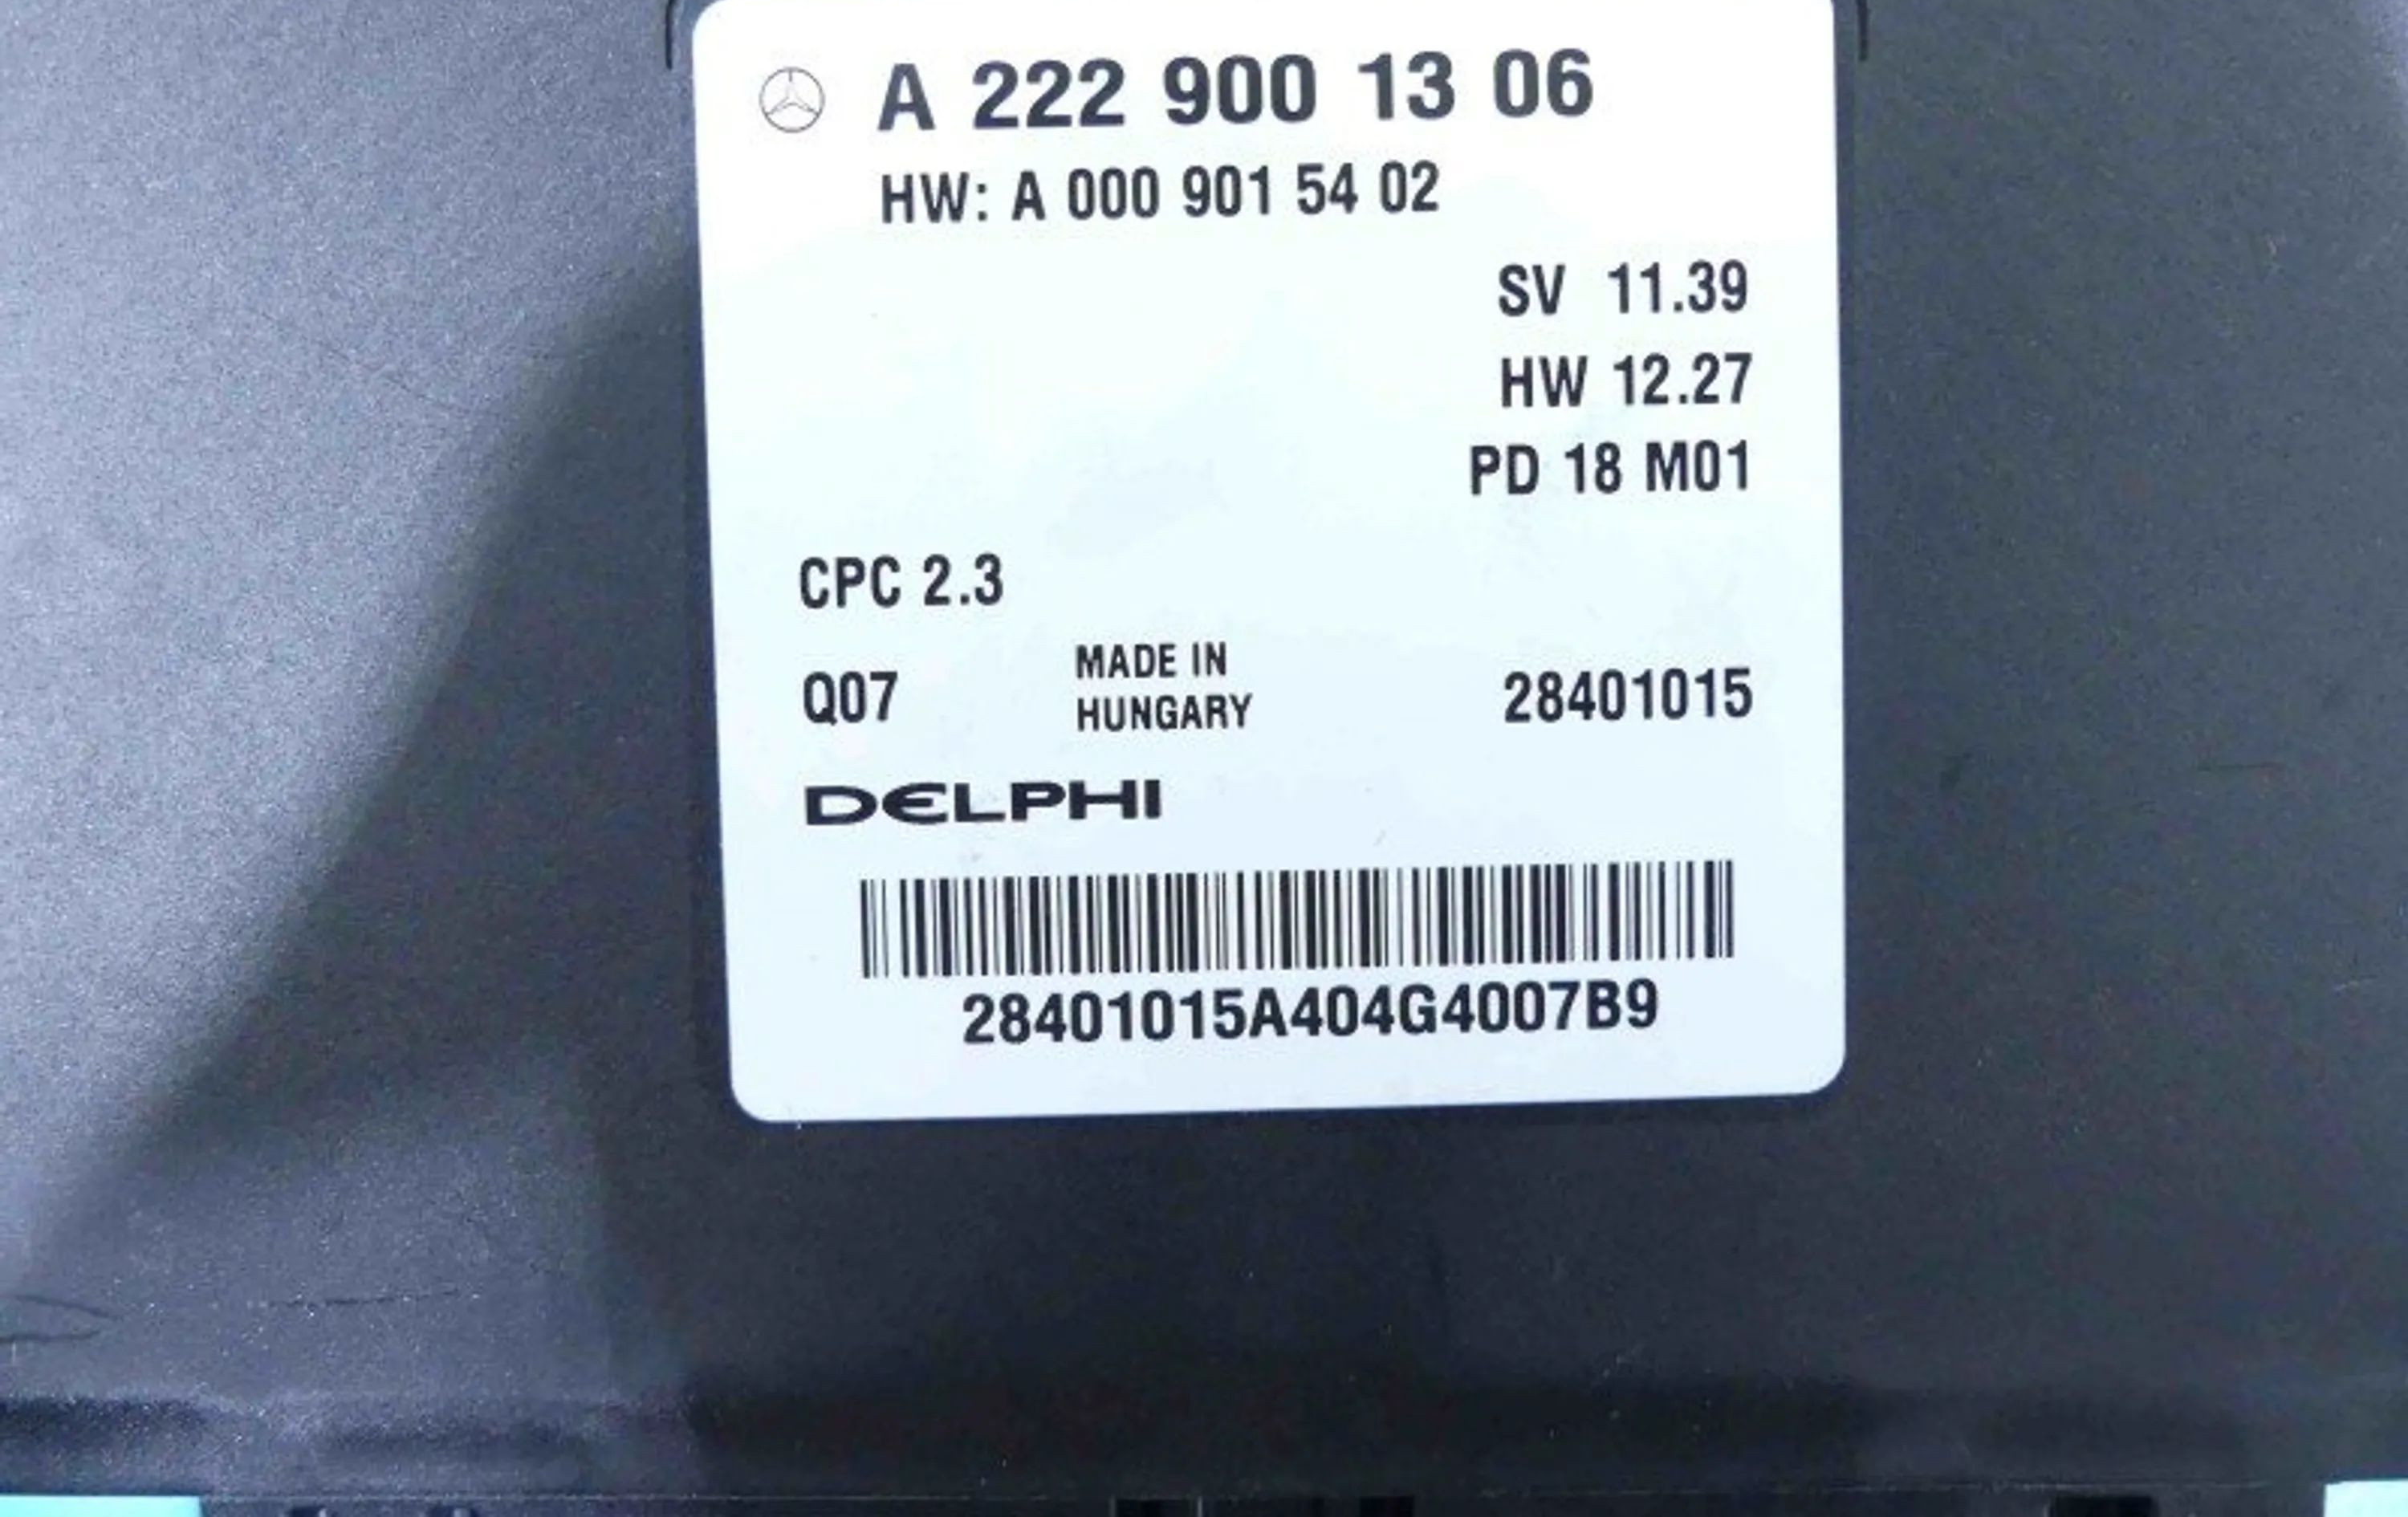 A 222 900 13 06
HW: A 000 901 54 02
SV 11.39
HW 12.27
PD 18 M01
CPC 2.3
Q07
MADE IN
HUNGARY
28401015
DELPHI
28401015A404G4007B9